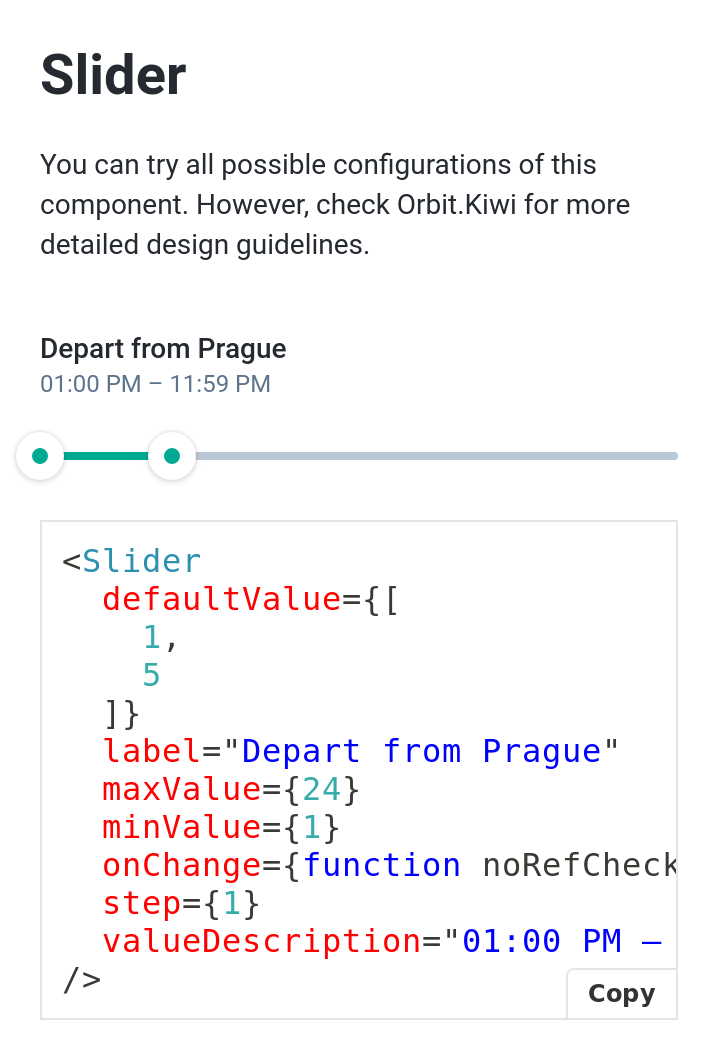 Slider
You can try all possible configurations of this
component. However, check Orbit.Kiwi for more
detailed design guidelines.
Depart from Prague
01:00 PM – 11:59 PM
<Slider
  defaultValue={[
    1,
    5
  ]}
  label="Depart from Prague"
  maxValue={24}
  minValue={1}
  onChange={function noRefCheck
  step={1}
  valueDescription="01:00 PM –
/>
Copy